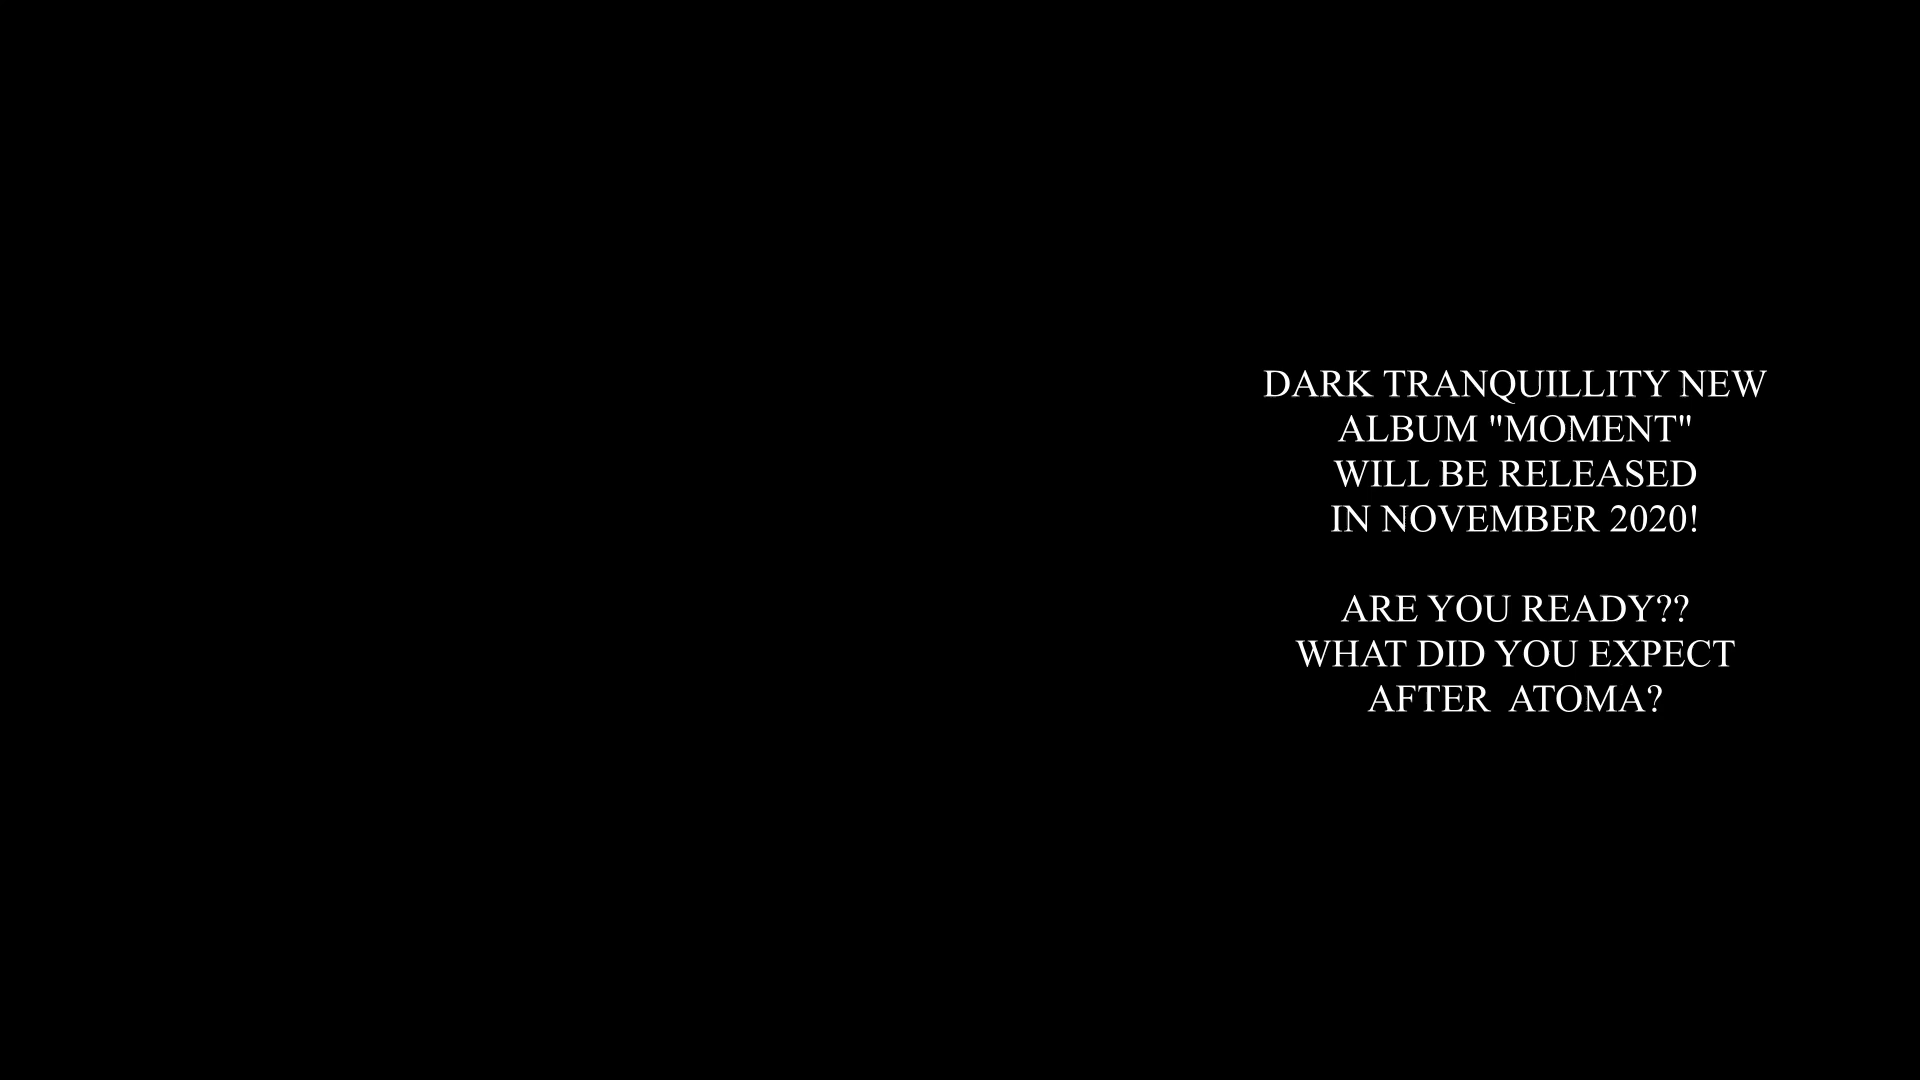 DARK TRANQUILLITY NEW
ALBUM "MOMENT"
WILL BE RELEASED
IN NOVEMBER 2020!
ARE YOU READY??
WHAT DID YOU EXPECT
AFTER  ATOMA?